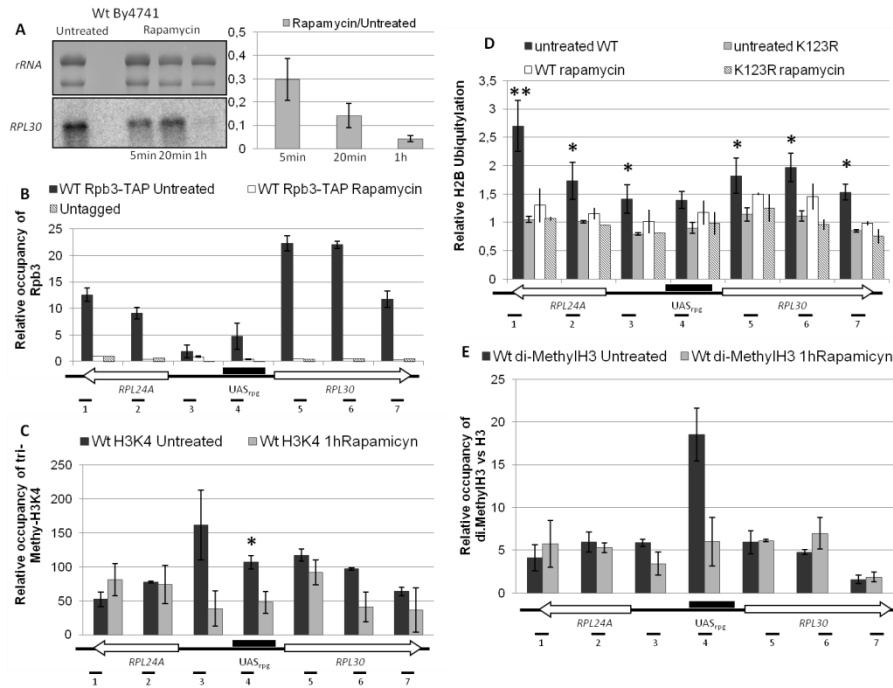 Wt By4741
A
Untreated
Rapamycin
rRNA
RPL30
5min 20min 1h
Rapamycin/Untreated
0,5
0,4
0,3
0,2
0,1
0
5min 20min 1h
B
WT Rpb3-TAP Untreated
WT Rpb3-TAP Rapamycin
Untagged
Relative occupancy of Rpb3
25
20
15
10
5
0
RPL24A UASrpg RPL30
1 2 3 4 5 6 7
C
Wt H3K4 Untreated
Wt H3K4 1hRapamicyn
Relative occupancy of tri-Methy-H3K4
250
200
150
100
50
0
*
RPL24A UASrpg RPL30
1 2 3 4 5 6 7
D
untreated WT
untreated K123R
WT rapamycin
K123R rapamycin
Relative H2B Ubiquitylation
3,5
3
2,5
2
1,5
1
0,5
0
** * * * * *
RPL24A UASrpg RPL30
1 2 3 4 5 6 7
E
Wt di-MethylH3 Untreated
Wt di-MethylH3 1hRapamicyn
Relative occupancy of di.MethylH3 vs H3
25
20
15
10
5
0
RPL24A UASrpg RPL30
1 2 3 4 5 6 7